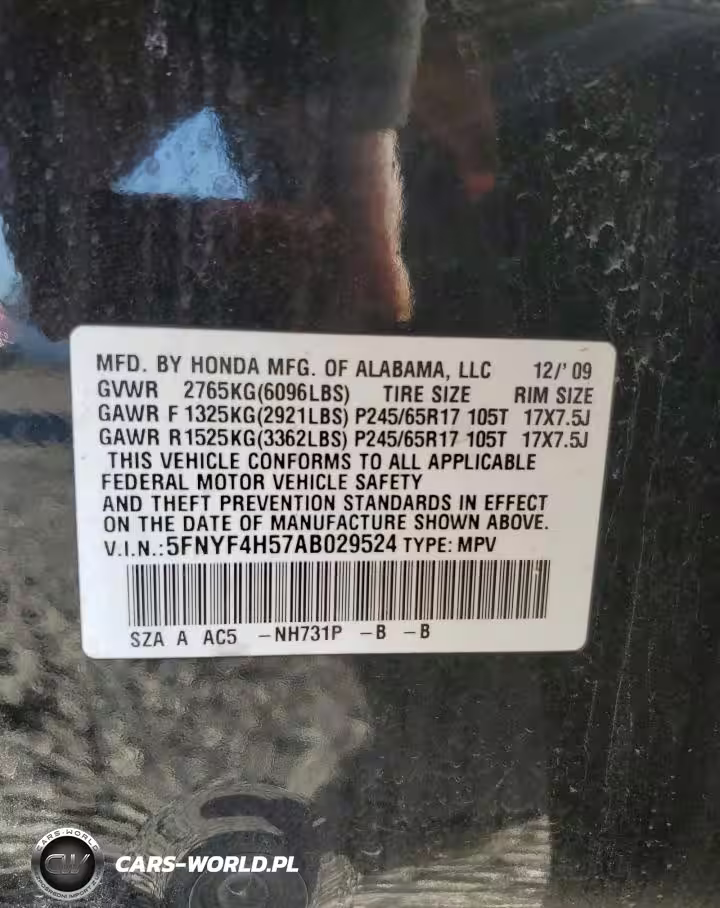 MFD. BY HONDA MFG. OF ALABAMA, LLC 12/' 09
GVWR 2765KG(6096LBS) TIRE SIZE RIM SIZE
GAWR F 1325KG(2921LBS) P245/65R17 105T 17X7.5J
GAWR R1525KG(3362LBS) P245/65R17 105T 17X7.5J
THIS VEHICLE CONFORMS TO ALL APPLICABLE
FEDERAL MOTOR VEHICLE SAFETY
AND THEFT PREVENTION STANDARDS IN EFFECT
ON THE DATE OF MANUFACTURE SHOWN ABOVE.
V.I.N.:5FNYF4H57AB029524 TYPE: MPV
SZA A AC5 -NH731P -B -B
CARS-WORLD
CW
CARS-WORLD.PL